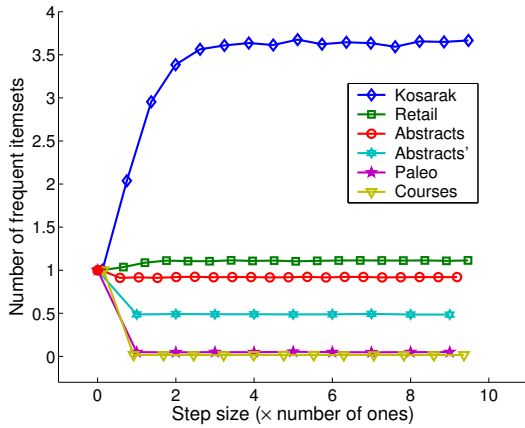 4
3.5
3
2.5
2
1.5
1
0.5
0
Number of frequent itemsets
Kosarak
Retail
Abstracts
Abstracts'
Paleo
Courses
0 2 4 6 8 10
Step size (× number of ones)